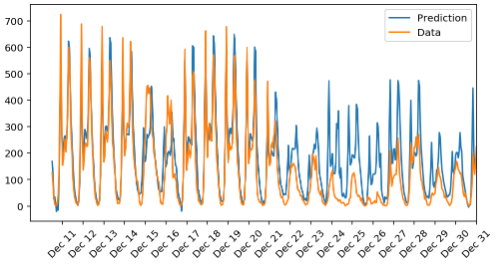 Prediction
Data
700
600
500
400
300
200
100
0
Dec 11
Dec 12
Dec 13
Dec 14
Dec 15
Dec 16
Dec 17
Dec 18
Dec 19
Dec 20
Dec 21
Dec 22
Dec 23
Dec 24
Dec 25
Dec 26
Dec 27
Dec 28
Dec 29
Dec 30
Dec 31